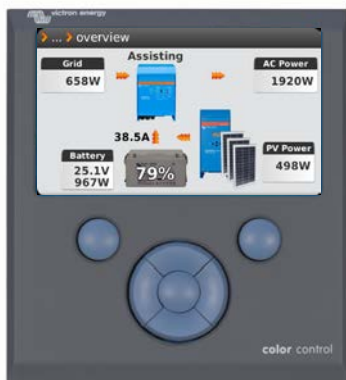 victron energy
... overview
Assisting
Grid
658W
AC Power
1920W
38.5A
Battery
25.1V
967W
79%
PV Power
498W
color control